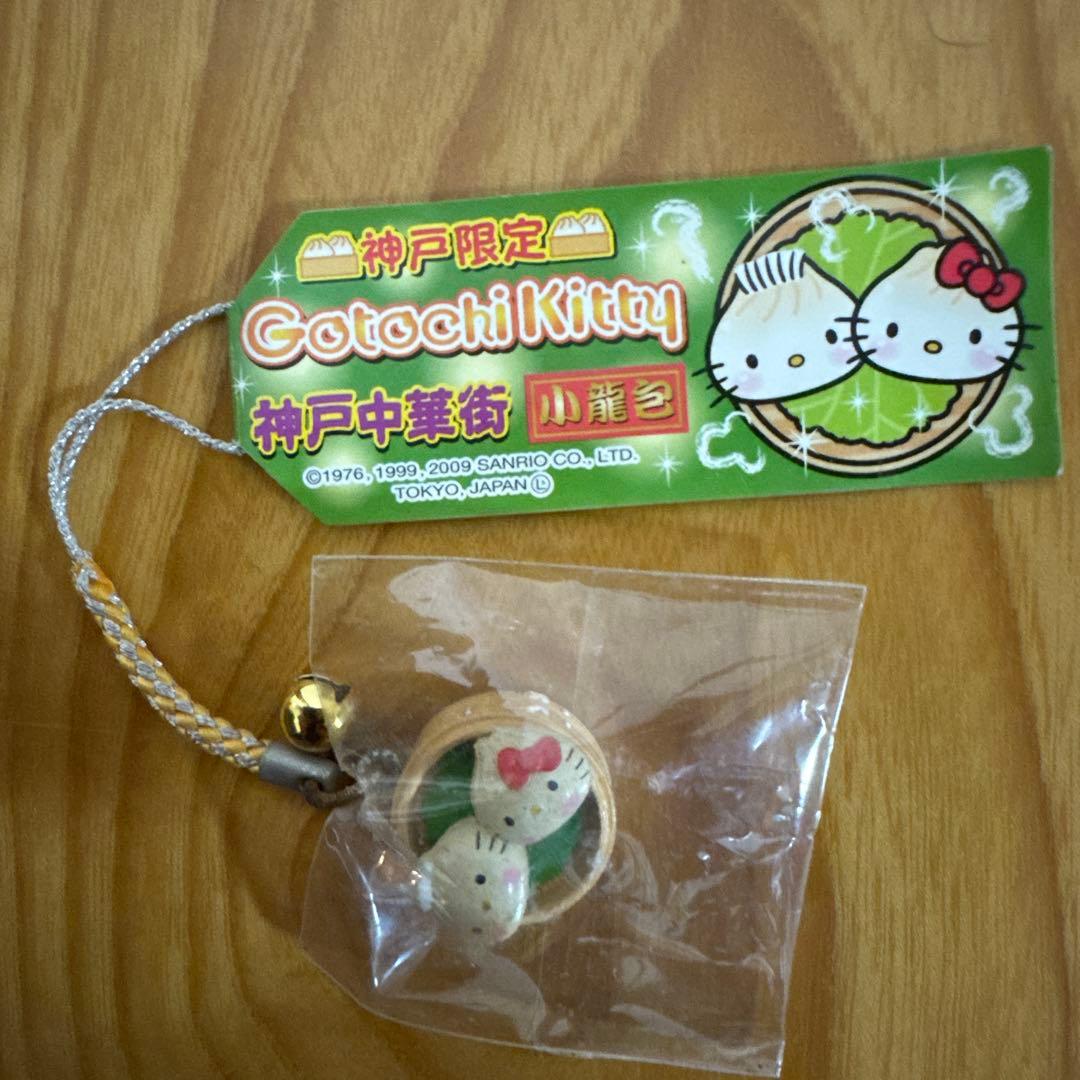 神戸限定
Gotochi Kitty
神戸中華街 小龍包
©1976, 1999, 2009 SANRIO CO., LTD.
TOKYO, JAPAN Ⓛ